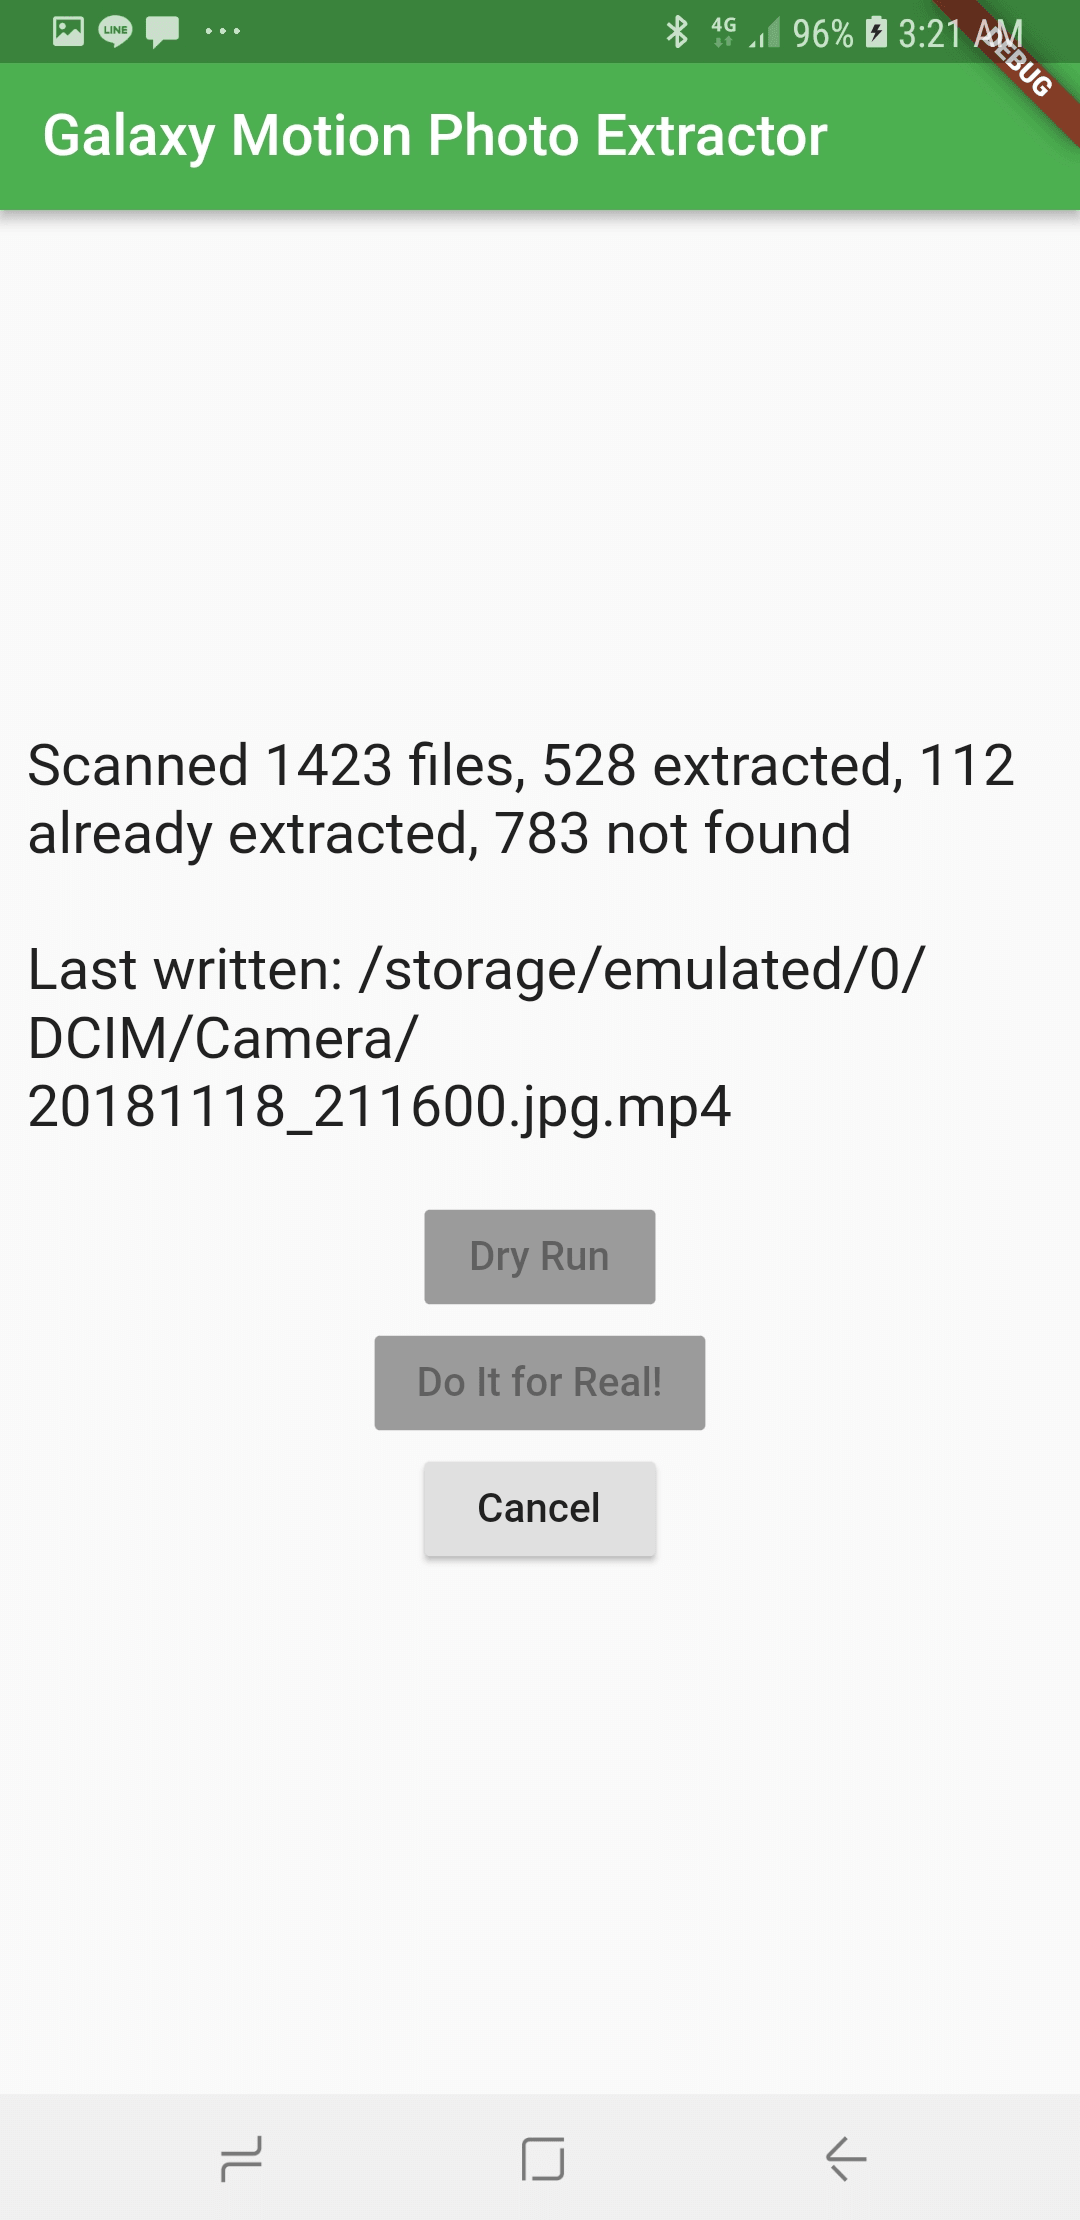 LINE
4G
96%
3:21 AM
DEBUG
Galaxy Motion Photo Extractor
Scanned 1423 files, 528 extracted, 112
already extracted, 783 not found
Last written: /storage/emulated/0/
DCIM/Camera/
20181118_211600.jpg.mp4
Dry Run
Do It for Real!
Cancel